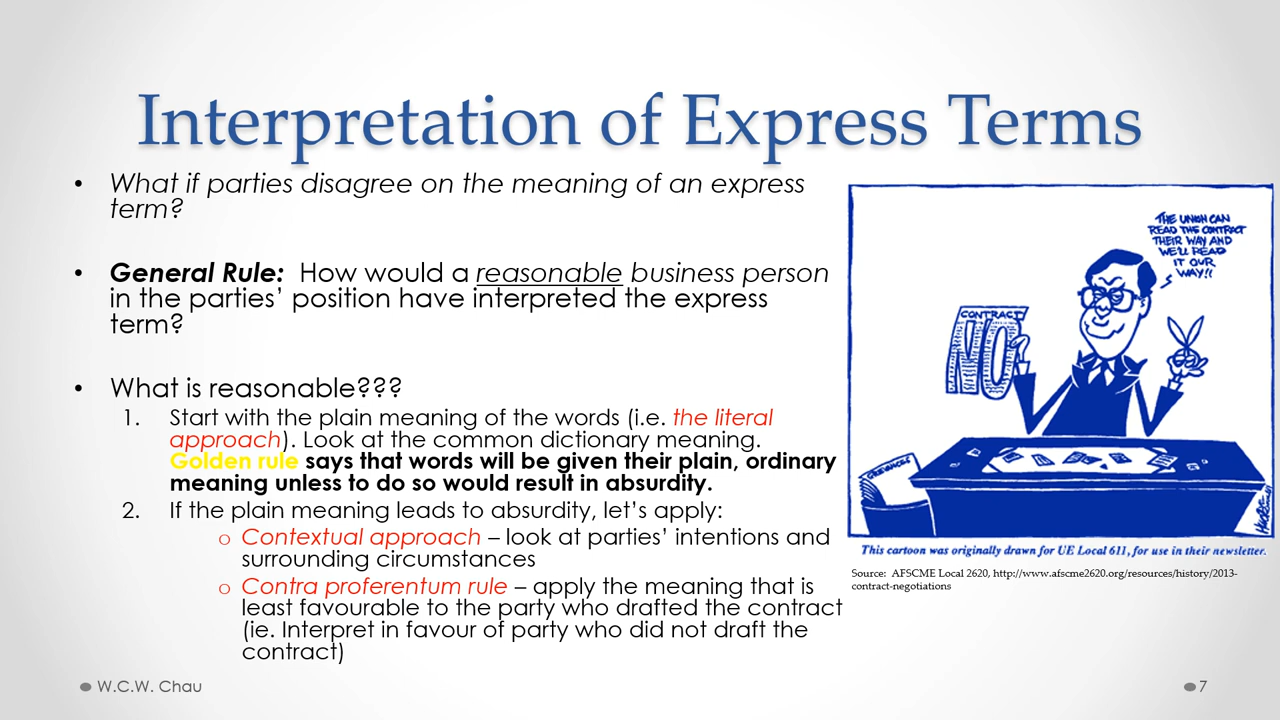 Interpretation of Express Terms
• What if parties disagree on the meaning of an express
term?
• General Rule: How would a reasonable business person
in the parties’ position have interpreted the express
term?
• What is reasonable???
1. Start with the plain meaning of the words (i.e. the literal
approach). Look at the common dictionary meaning.
Golden rule says that words will be given their plain, ordinary
meaning unless to do so would result in absurdity.
2. If the plain meaning leads to absurdity, let’s apply:
o Contextual approach – look at parties’ intentions and
surrounding circumstances
o Contra proferentum rule – apply the meaning that is
least favourable to the party who drafted the contract
(ie. Interpret in favour of party who did not draft the
contract)
THE UNION CAN
READ THIS CONTRACT
THEIR WAY AND
WE'LL READ
IT OUR
WAY!!
CONTRACT
NO
GRIEVANCES
This cartoon was originally drawn for UE Local 611, for use in their newsletter.
Source: AFSCME Local 2620, http://www.afscme2620.org/resources/history/2013-
contract-negotiations
W.C.W. Chau
7